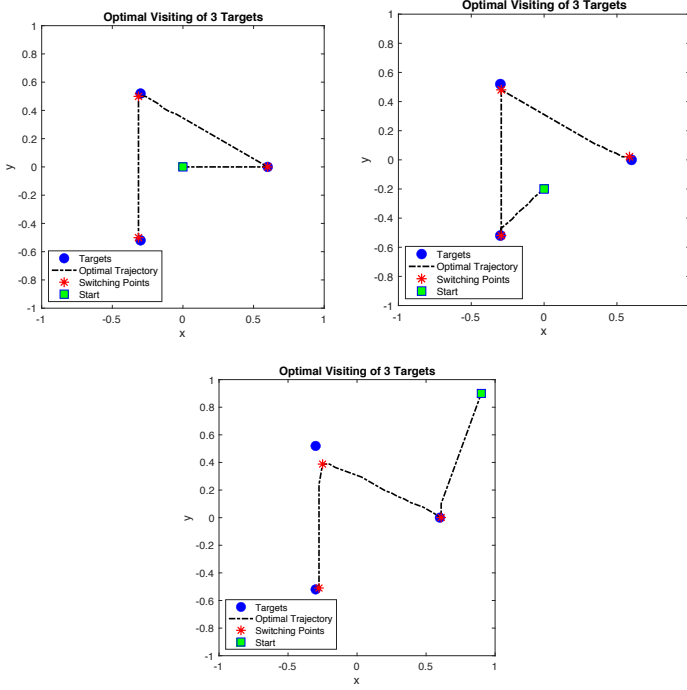 Optimal Visiting of 3 Targets
1
0.8
0.6
0.4
0.2
0
-0.2
-0.4
-0.6
-0.8
-1
y
Targets
Optimal Trajectory
Switching Points
Start
-1
-0.5
0
0.5
1
x
Optimal Visiting of 3 Targets
1
0.8
0.6
0.4
0.2
0
-0.2
-0.4
-0.6
-0.8
-1
y
Targets
Optimal Trajectory
Switching Points
Start
-1
-0.5
0
0.5
x
Optimal Visiting of 3 Targets
1
0.8
0.6
0.4
0.2
0
-0.2
-0.4
-0.6
-0.8
-1
y
Targets
Optimal Trajectory
Switching Points
Start
-1
-0.5
0
0.5
1
x